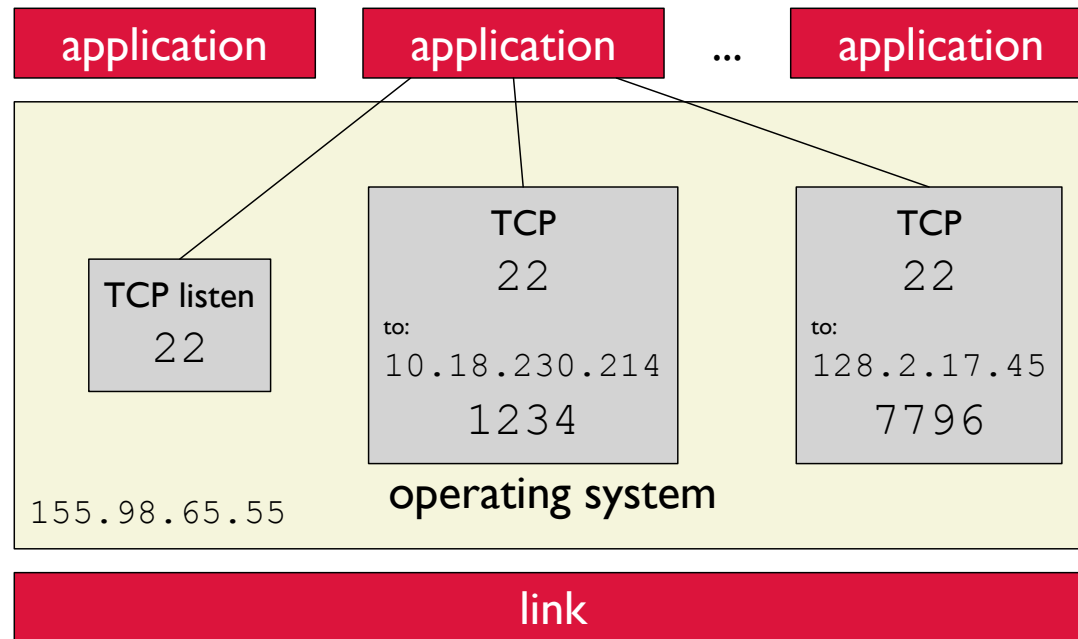 application
application
...
application
TCP listen
22
TCP
22
to:
10.18.230.214
1234
TCP
22
to:
128.2.17.45
7796
155.98.65.55
operating system
link